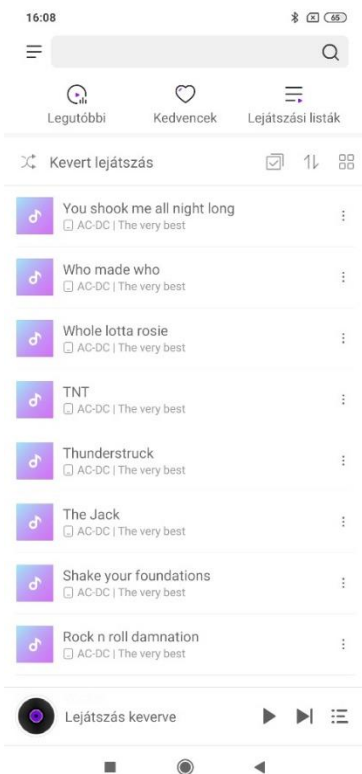 16:08
65
Legutóbbi Kedvencek Lejátszási listák
Kevert lejátszás
You shook me all night long
AC-DC | The very best
Who made who
AC-DC | The very best
Whole lotta rosie
AC-DC | The very best
TNT
AC-DC | The very best
Thunderstruck
AC-DC | The very best
The Jack
AC-DC | The very best
Shake your foundations
AC-DC | The very best
Rock n roll damnation
AC-DC | The very best
Lejátszás keverve